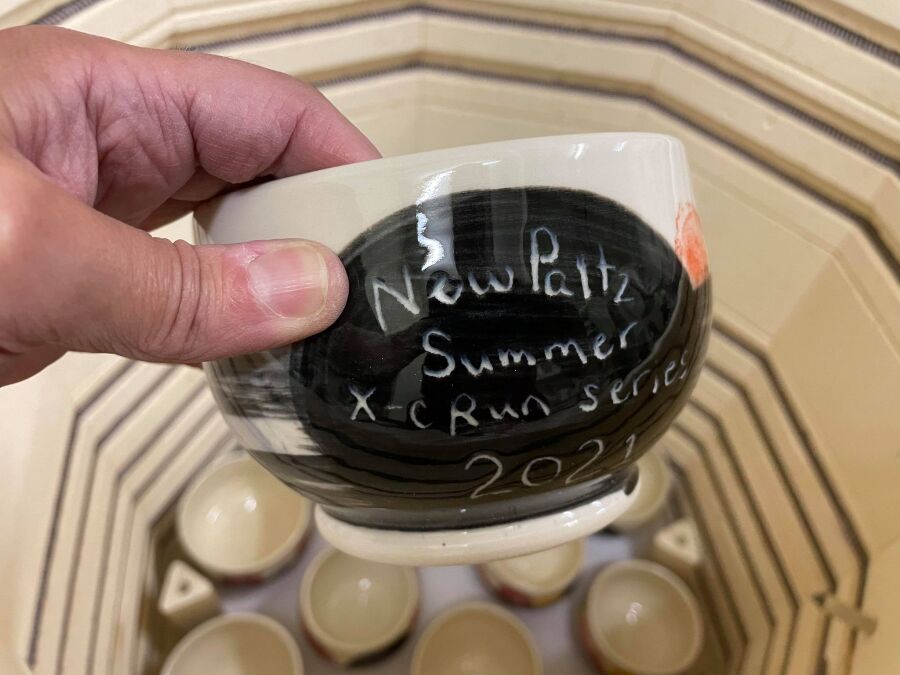 New Paltz
Summer
x-c Run series
2021